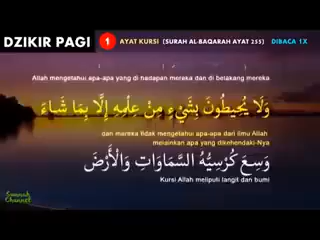 DZIKIR PAGI 1 AYAT KURSI (SURAH AL-BAQARAH AYAT 255) DIBACA 1X
Allah mengetahui apa-apa yang di hadapan mereka dan di belakang mereka
وَلَا يُحِيطُونَ بِشَيْءٍ مِنْ عِلْمِهِ إِلَّا بِمَا شَاءَ
dan mereka tidak mengetahui apa-apa dari ilmu Allah
melainkan apa yang dikehendaki-Nya
وَسِعَ كُرْسِيُّهُ السَّمَاوَاتِ وَالْأَرْضَ
Kursi Allah meliputi langit dan bumi
Channel